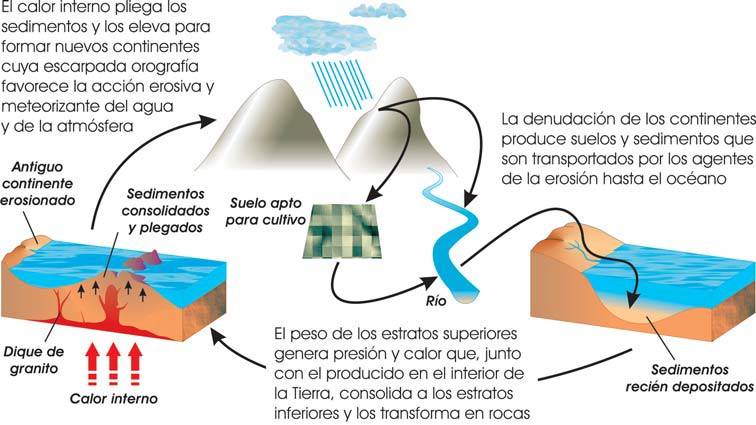 El calor interno pliega los
sedimentos y los eleva para
formar nuevos continentes
cuya escarpada orografía
favorece la acción erosiva y
meteorizante del agua
y de la atmósfera
La denudación de los continentes
produce suelos y sedimentos que
son transportados por los agentes
de la erosión hasta el océano
Antiguo
continente
erosionado
Sedimentos
consolidados
y plegados
Suelo apto
para cultivo
Río
El peso de los estratos superiores
genera presión y calor que, junto
con el producido en el interior de
la Tierra, consolida a los estratos
inferiores y los transforma en rocas
Dique de
granito
Calor interno
Sedimentos
recién depositados